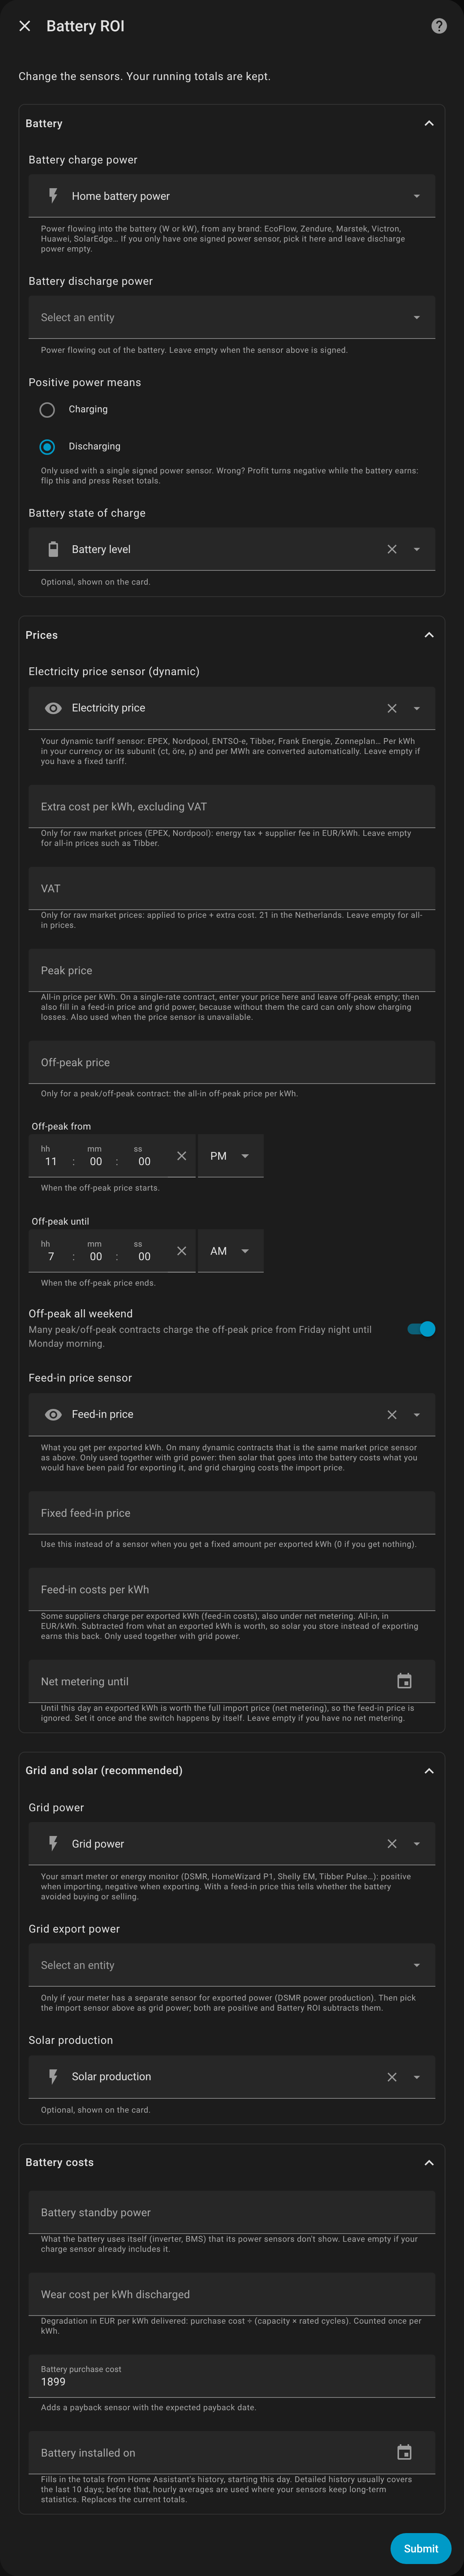 Battery ROI
Change the sensors. Your running totals are kept.
Battery
Battery charge power
Home battery power
Power flowing into the battery (W or kW), from any brand: EcoFlow, Zendure, Marstek, Victron,
Huawei, SolarEdge… If you only have one signed power sensor, pick it here and leave discharge
power empty.
Battery discharge power
Select an entity
Power flowing out of the battery. Leave empty when the sensor above is signed.
Positive power means
Charging
Discharging
Only used with a single signed power sensor. Wrong? Profit turns negative while the battery earns:
flip this and press Reset totals.
Battery state of charge
Battery level
Optional, shown on the card.
Prices
Electricity price sensor (dynamic)
Electricity price
Your dynamic tariff sensor: EPEX, Nordpool, ENTSO-e, Tibber, Frank Energie, Zonneplan… Per kWh
in your currency or its subunit (ct, öre, p) and per MWh are converted automatically. Leave empty if
you have a fixed tariff.
Extra cost per kWh, excluding VAT
Only for raw market prices (EPEX, Nordpool): energy tax + supplier fee in EUR/kWh. Leave empty
for all-in prices such as Tibber.
VAT
Only for raw market prices: applied to price + extra cost. 21 in the Netherlands. Leave empty for all-
in prices.
Peak price
All-in price per kWh. On a single-rate contract, enter your price here and leave off-peak empty; then
also fill in a feed-in price and grid power, because without them the card can only show charging
losses. Also used when the price sensor is unavailable.
Off-peak price
Only for a peak/off-peak contract: the all-in off-peak price per kWh.
Off-peak from
hh mm ss
11 : 00 : 00 PM
When the off-peak price starts.
Off-peak until
hh mm ss
7 : 00 : 00 AM
When the off-peak price ends.
Off-peak all weekend
Many peak/off-peak contracts charge the off-peak price from Friday night until
Monday morning.
Feed-in price sensor
Feed-in price
What you get per exported kWh. On many dynamic contracts that is the same market price sensor
as above. Only used together with grid power: then solar that goes into the battery costs what you
would have been paid for exporting it, and grid charging costs the import price.
Fixed feed-in price
Use this instead of a sensor when you get a fixed amount per exported kWh (0 if you get nothing).
Feed-in costs per kWh
Some suppliers charge per exported kWh (feed-in costs), also under net metering. All-in, in
EUR/kWh. Subtracted from what an exported kWh is worth, so solar you store instead of exporting
earns this back. Only used together with grid power.
Net metering until
Until this day an exported kWh is worth the full import price (net metering), so the feed-in price is
ignored. Set it once and the switch happens by itself. Leave empty if you have no net metering.
Grid and solar (recommended)
Grid power
Grid power
Your smart meter or energy monitor (DSMR, HomeWizard P1, Shelly EM, Tibber Pulse…): positive
when importing, negative when exporting. With a feed-in price this tells whether the battery
avoided buying or selling.
Grid export power
Select an entity
Only if your meter has a separate sensor for exported power (DSMR power production). Then pick
the import sensor above as grid power; both are positive and Battery ROI subtracts them.
Solar production
Solar production
Optional, shown on the card.
Battery costs
Battery standby power
What the battery uses itself (inverter, BMS) that its power sensors don't show. Leave empty if your
charge sensor already includes it.
Wear cost per kWh discharged
Degradation in EUR per kWh delivered: purchase cost ÷ (capacity × rated cycles). Counted once per
kWh.
Battery purchase cost
1899
Adds a payback sensor with the expected payback date.
Battery installed on
Fills in the totals from Home Assistant's history, starting this day. Detailed history usually covers
the last 10 days; before that, hourly averages are used where your sensors keep long-term
statistics. Replaces the current totals.
Submit